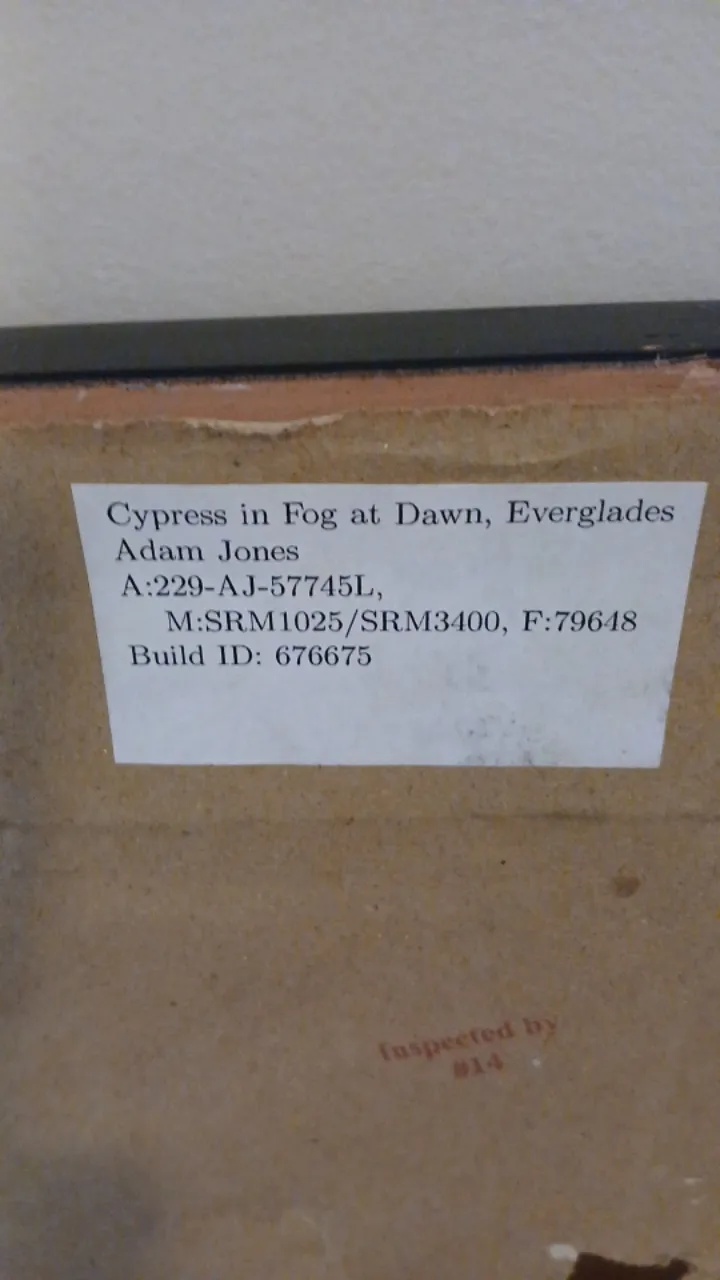 Cypress in Fog at Dawn, Everglades
Adam Jones
A:229-AJ-57745L,
M:SRM1025/SRM3400, F:79648
Build ID: 676675
Inspected by
#14